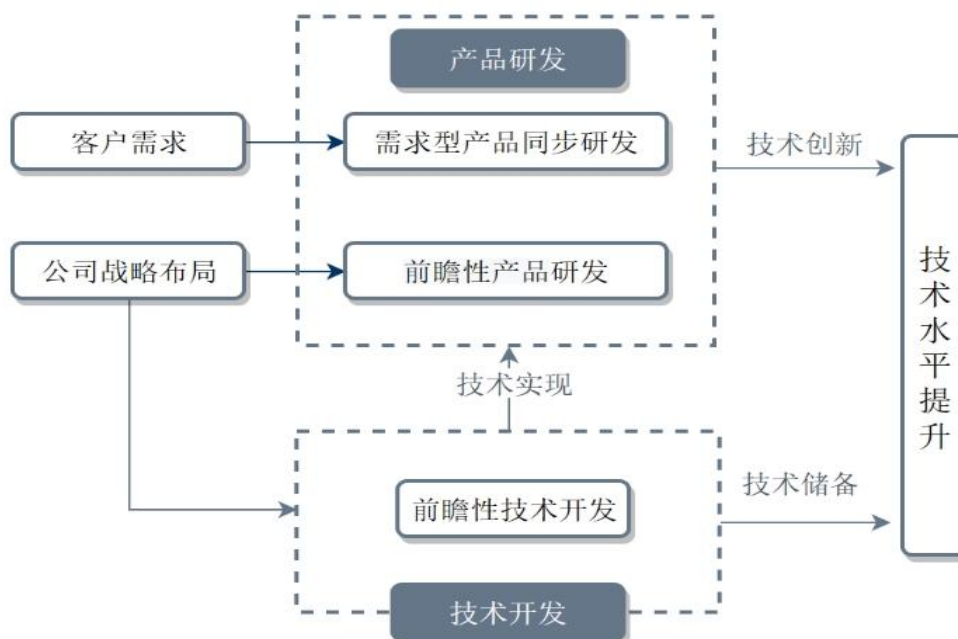 产品研发
客户需求
需求型产品同步研发
技术创新
公司战略布局
前瞻性产品研发
技术水平提升
技术实现
前瞻性技术开发
技术储备
技术开发